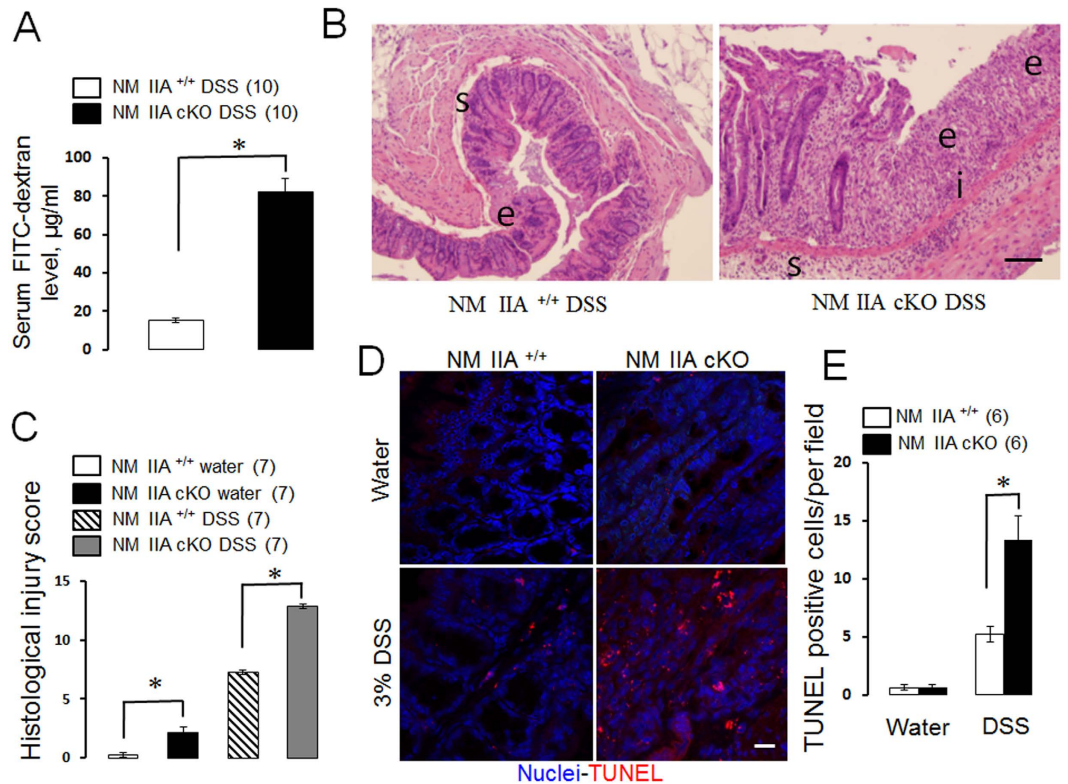 A
NM IIA +/+ DSS (10)
NM IIA cKO DSS (10)
Serum FITC-dextran
level, µg/ml
100
80
60
40
20
0
*
B
s
e
NM IIA +/+ DSS
e
e
i
s
NM IIA cKO DSS
C
NM IIA +/+ water (7)
NM IIA cKO water (7)
NM IIA +/+ DSS (7)
NM IIA cKO DSS (7)
Histological injury score
15
10
5
0
*
*
D
NM IIA +/+
NM IIA cKO
Water
3% DSS
Nuclei-TUNEL
E
NM IIA +/+ (6)
NM IIA cKO (6)
TUNEL positive cells/per field
20
15
10
5
0
*
Water
DSS